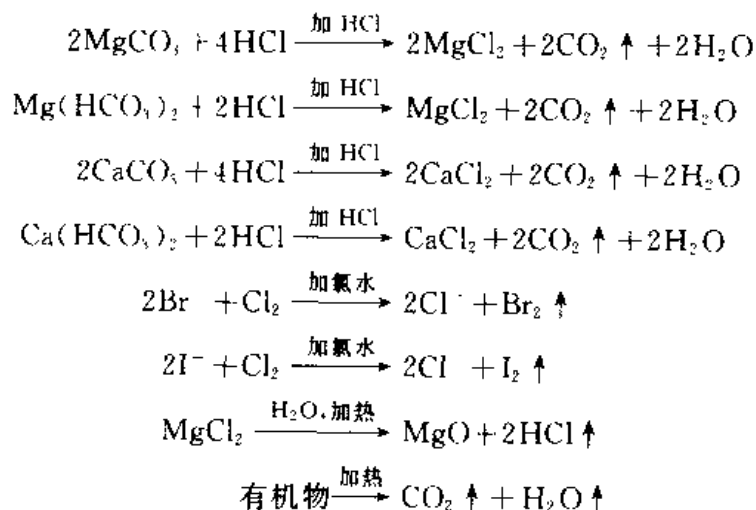 2MgCO₃ + 4HCl —加 HCl→ 2MgCl₂ + 2CO₂ ↑ + 2H₂O
Mg(HCO₃)₂ + 2HCl —加 HCl→ MgCl₂ + 2CO₂ ↑ + 2H₂O
2CaCO₃ + 4HCl —加 HCl→ 2CaCl₂ + 2CO₂ ↑ + 2H₂O
Ca(HCO₃)₂ + 2HCl —加 HCl→ CaCl₂ + 2CO₂ ↑ + 2H₂O
2Br + Cl₂ —加氯水→ 2Cl⁻ + Br₂ ↑
2I⁻ + Cl₂ —加氯水→ 2Cl + I₂ ↑
MgCl₂ —H₂O,加热→ MgO + 2HCl ↑
有机物 —加热→ CO₂ ↑ + H₂O ↑